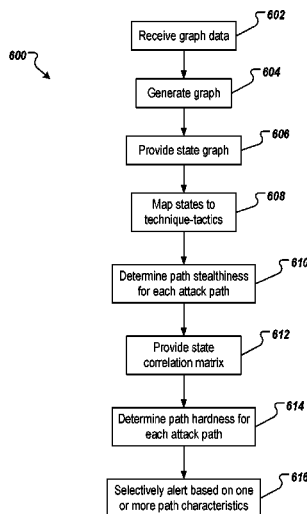 600
602
Receive graph data
604
Generate graph
606
Provide state graph
608
Map states to
technique-tactics
610
Determine path stealthiness
for each attack path
612
Provide state
correlation matrix
614
Determine path hardness for
each attack path
616
Selectively alert based on one
or more path characteristics